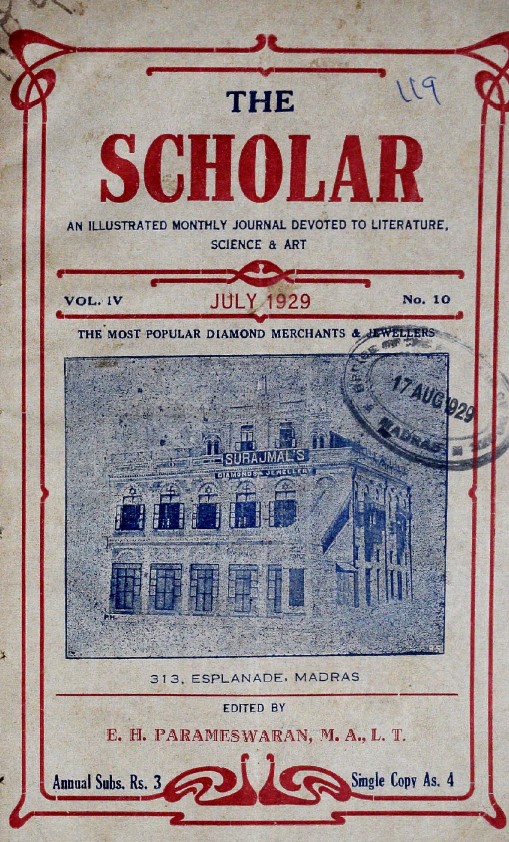 119
THE
SCHOLAR
AN ILLUSTRATED MONTHLY JOURNAL DEVOTED TO LITERATURE,
SCIENCE & ART
VOL. IV JULY 1929 No. 10
THE MOST POPULAR DIAMOND MERCHANTS & JEWELLERS
17 AUG 1929
MADRAS
SURAJMAL'S
DIAMONDS & JEWELLER
313, ESPLANADE, MADRAS
EDITED BY
E. H. PARAMESWARAN, M. A., L. T.
Annual Subs. Rs. 3 Single Copy As. 4